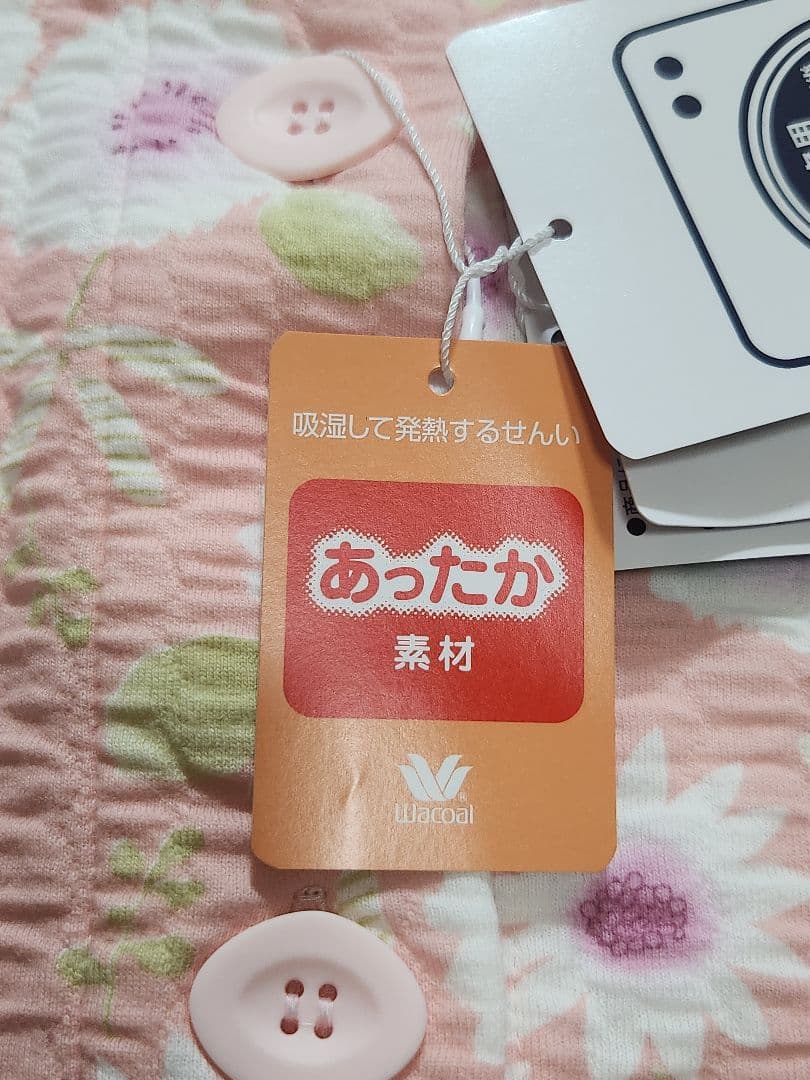 吸湿して発熱するせんい
あったか
素材
Wacoal